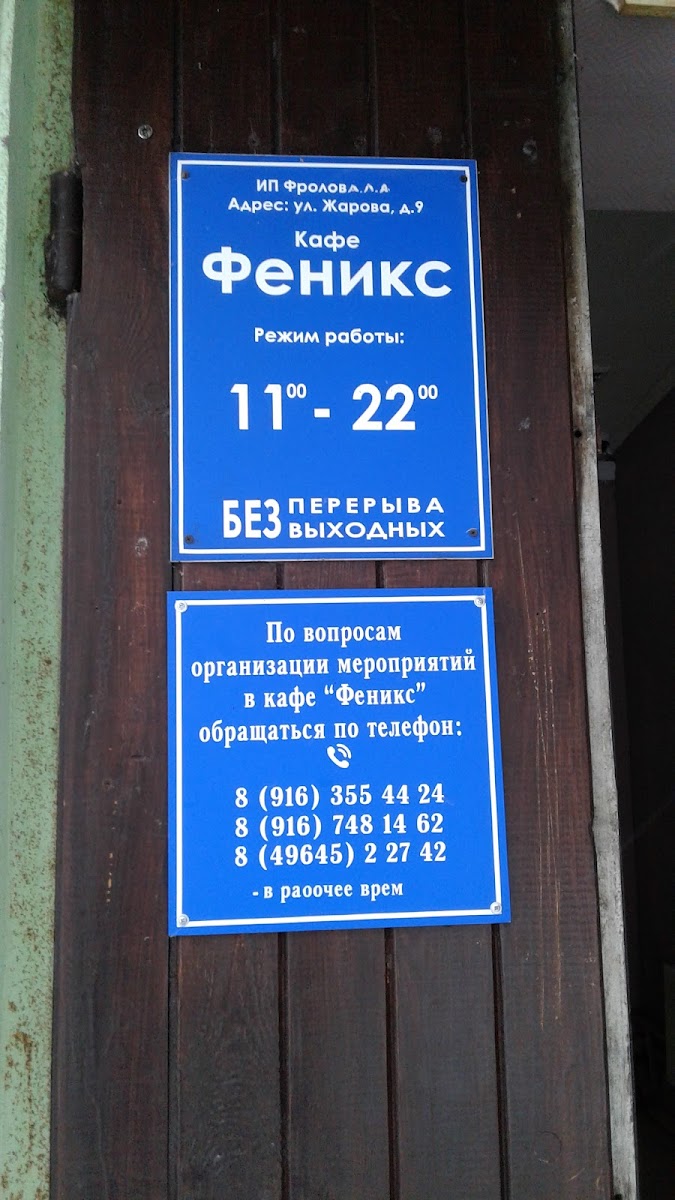 ИП Фролова.Л.А
Адрес: ул. Жарова, д.9
Кафе
Феникс
Режим работы:
11⁰⁰ - 22⁰⁰
БЕЗ ПЕРЕРЫВА
ВЫХОДНЫХ
По вопросам
организации мероприятий
в кафе “Феникс”
обращаться по телефон:
8 (916) 355 44 24
8 (916) 748 14 62
8 (49645) 2 27 42
- в раоочее врем